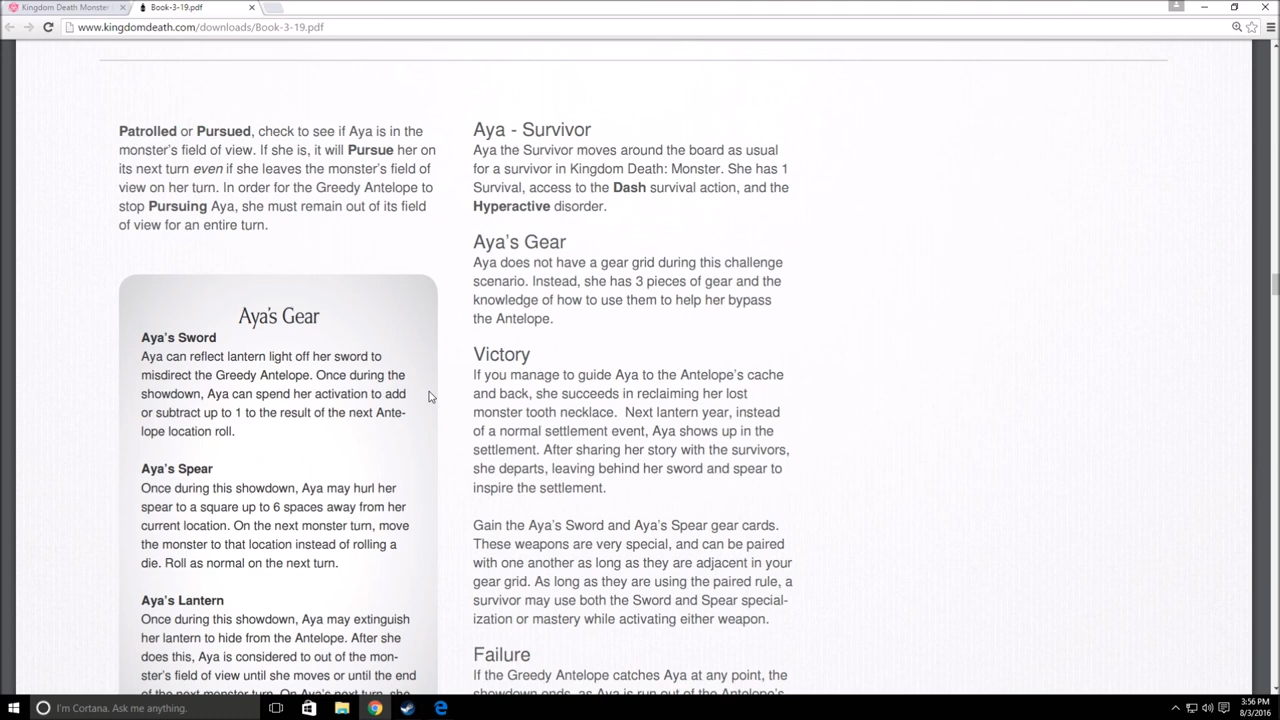 Kingdom Death Monster
Book-3-19.pdf
www.kingdomdeath.com/downloads/Book-3-19.pdf
Patrolled or Pursued, check to see if Aya is in the
monster's field of view. If she is, it will Pursue her on
its next turn even if she leaves the monster's field of
view on her turn. In order for the Greedy Antelope to
stop Pursuing Aya, she must remain out of its field
of view for an entire turn.
Aya's Gear
Aya's Sword
Aya can reflect lantern light off her sword to
misdirect the Greedy Antelope. Once during the
showdown, Aya can spend her activation to add
or subtract up to 1 to the result of the next Ante-
lope location roll.
Aya's Spear
Once during this showdown, Aya may hurl her
spear to a square up to 6 spaces away from her
current location. On the next monster turn, move
the monster to that location instead of rolling a
die. Roll as normal on the next turn.
Aya's Lantern
Once during this showdown, Aya may extinguish
her lantern to hide from the Antelope. After she
does this, Aya is considered to out of the mon-
ster's field of view until she moves or until the end
of the next monster turn. On Aya's next turn, she
Aya - Survivor
Aya the Survivor moves around the board as usual
for a survivor in Kingdom Death: Monster. She has 1
Survival, access to the Dash survival action, and the
Hyperactive disorder.
Aya's Gear
Aya does not have a gear grid during this challenge
scenario. Instead, she has 3 pieces of gear and the
knowledge of how to use them to help her bypass
the Antelope.
Victory
If you manage to guide Aya to the Antelope's cache
and back, she succeeds in reclaiming her lost
monster tooth necklace. Next lantern year, instead
of a normal settlement event, Aya shows up in the
settlement. After sharing her story with the survivors,
she departs, leaving behind her sword and spear to
inspire the settlement.
Gain the Aya's Sword and Aya's Spear gear cards.
These weapons are very special, and can be paired
with one another as long as they are adjacent in your
gear grid. As long as they are using the paired rule, a
survivor may use both the Sword and Spear special-
ization or mastery while activating either weapon.
Failure
If the Greedy Antelope catches Aya at any point, the
showdown ends, as Aya is run out of the Antelope's
I'm Cortana. Ask me anything.
3:56 PM
8/3/2016